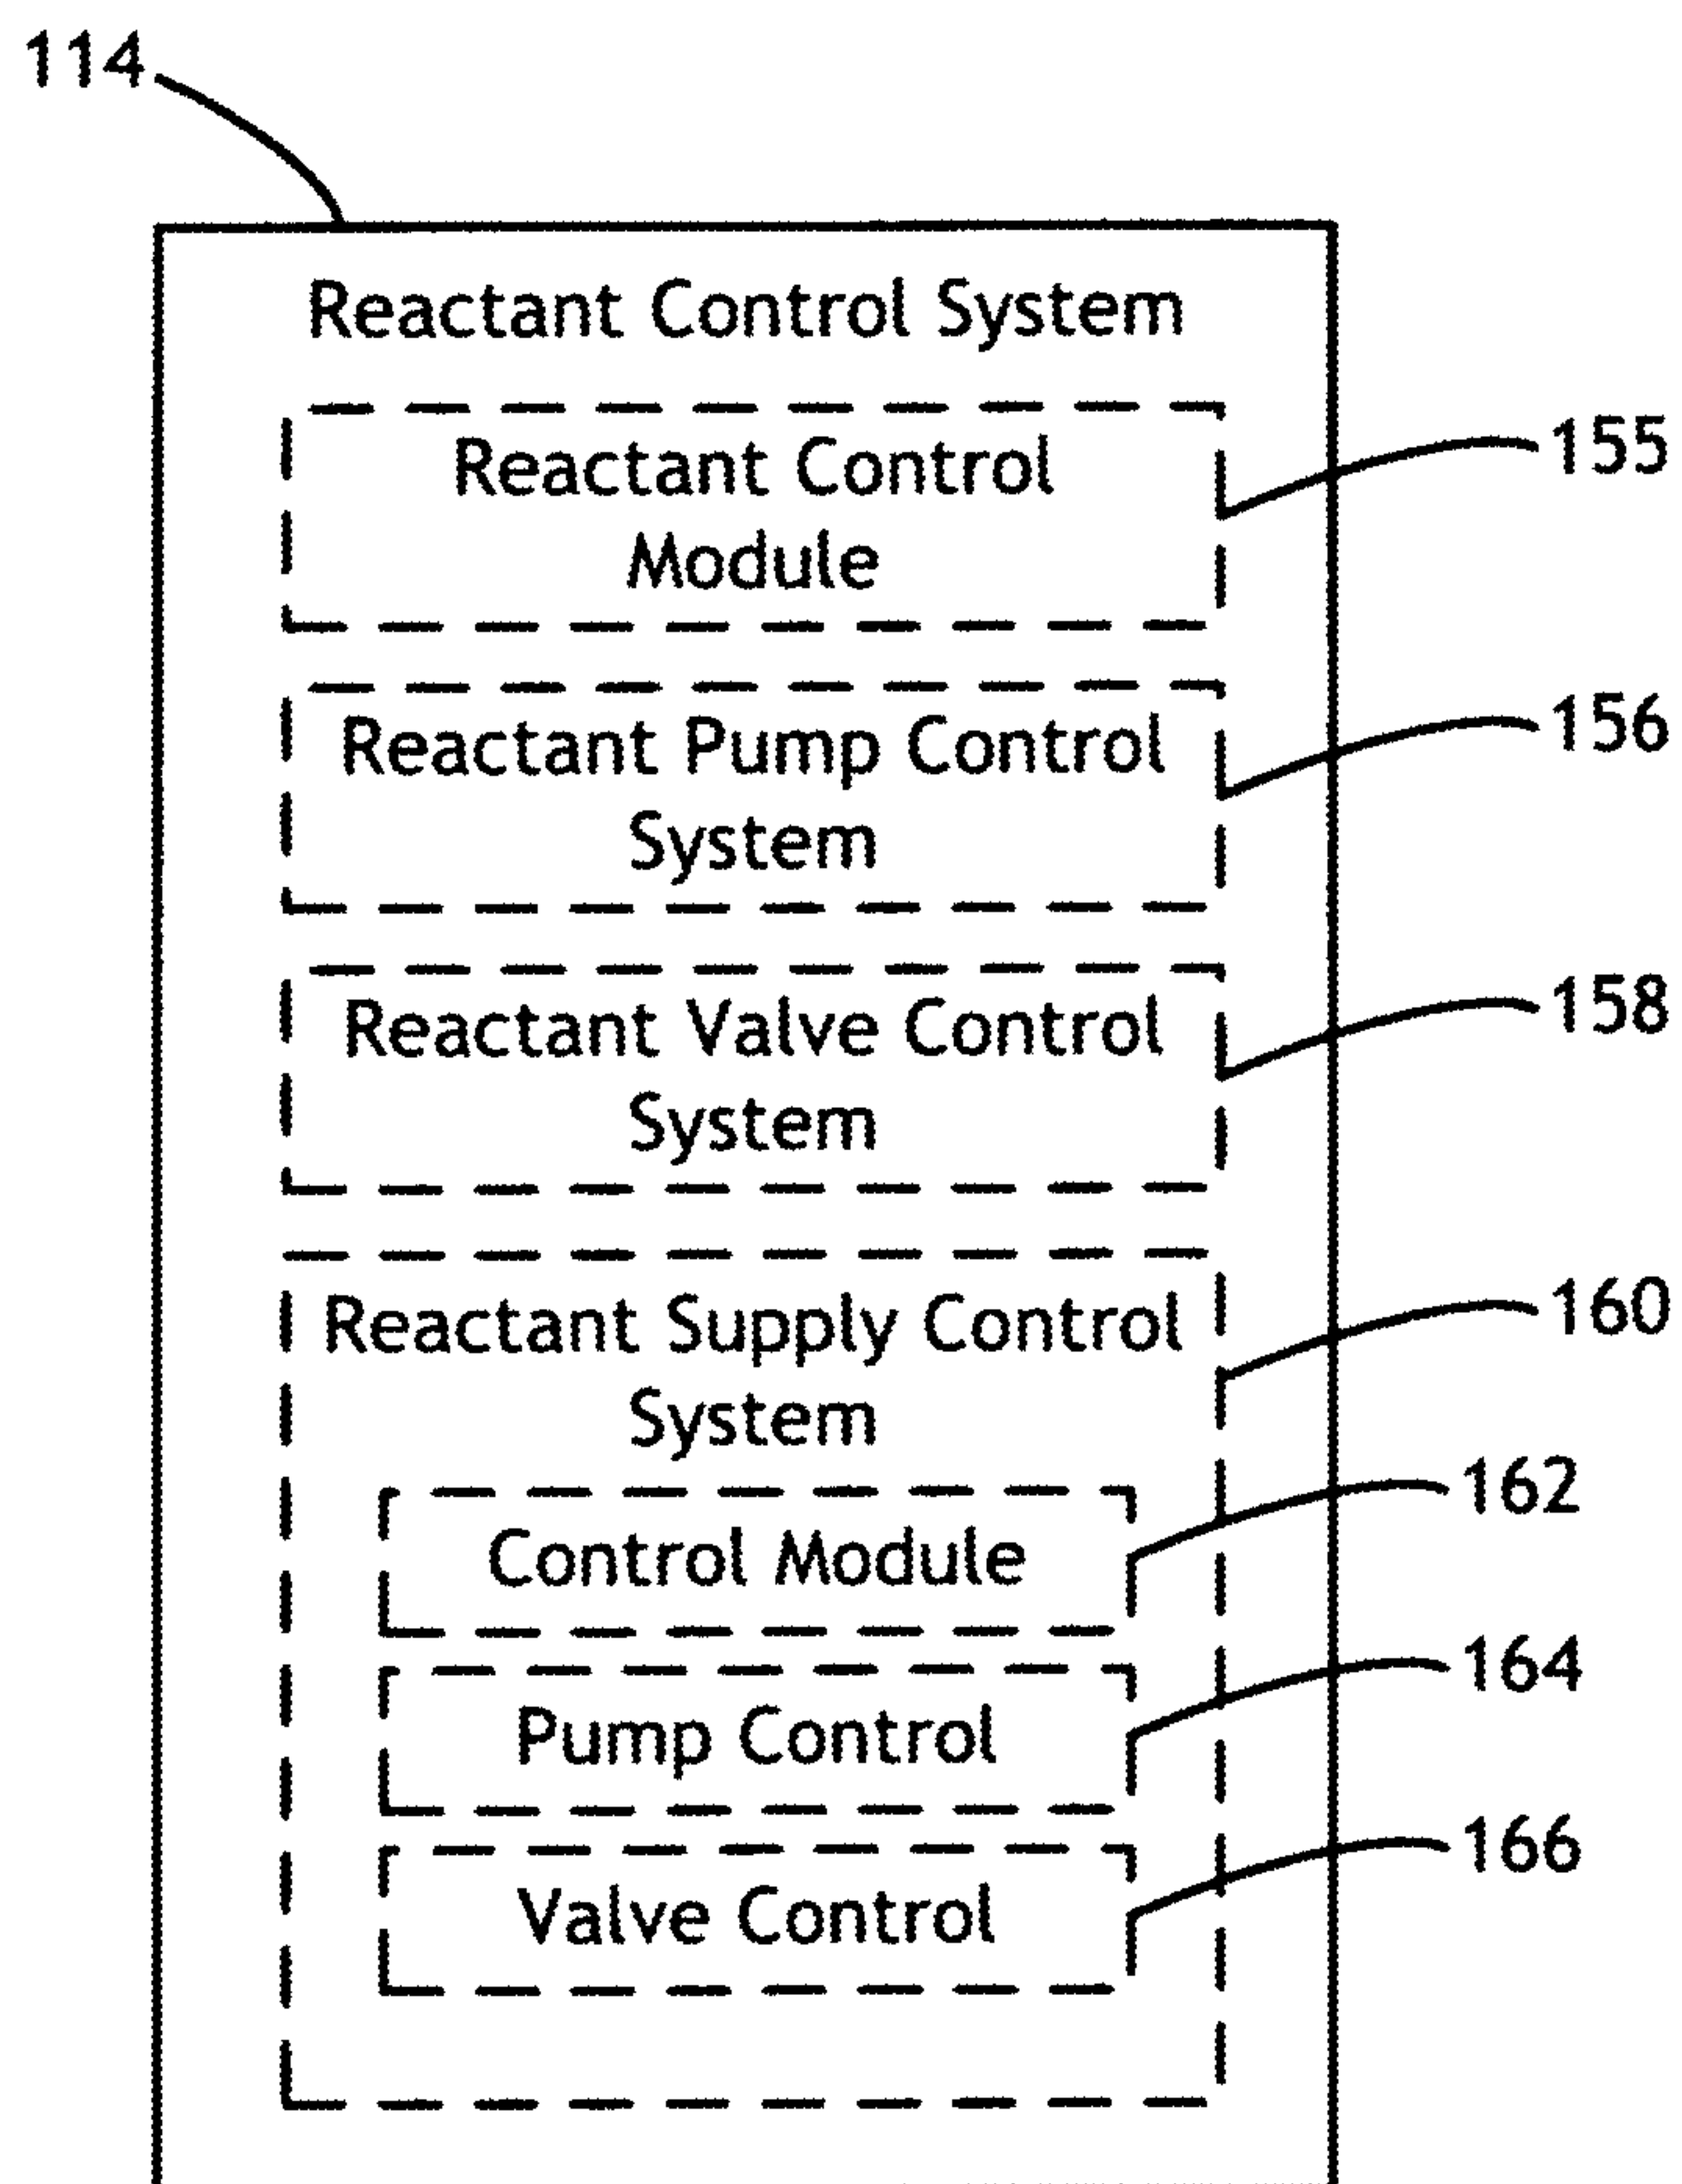 114
Reactant Control System
Reactant Control
Module
155
Reactant Pump Control
System
156
Reactant Valve Control
System
158
Reactant Supply Control
System
160
Control Module
162
Pump Control
164
Valve Control
166